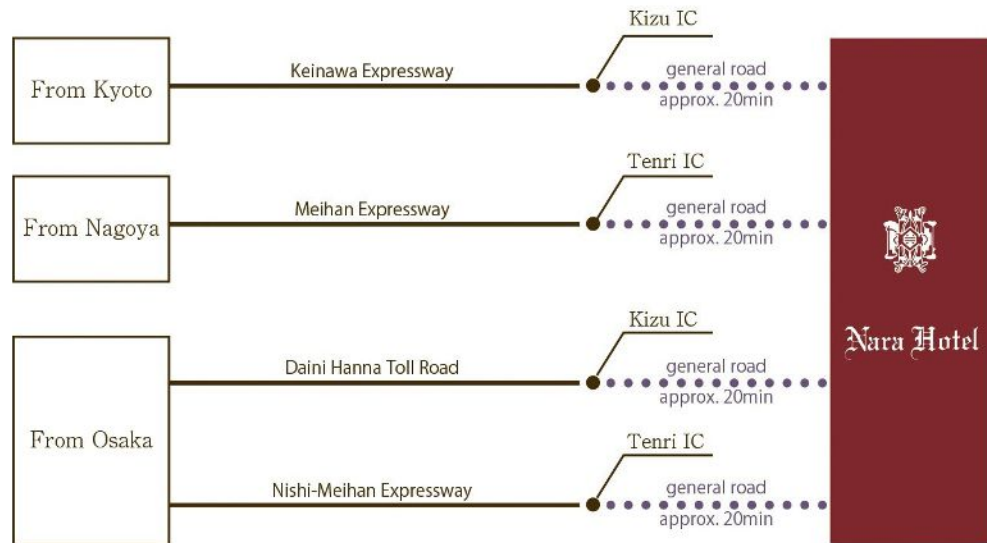 Kizu IC
From Kyoto
Keinawa Expressway
general road
approx. 20min
Tenri IC
From Nagoya
Meihan Expressway
general road
approx. 20min
Nara Hotel
Kizu IC
From Osaka
Daini Hanna Toll Road
general road
approx. 20min
Tenri IC
Nishi-Meihan Expressway
general road
approx. 20min